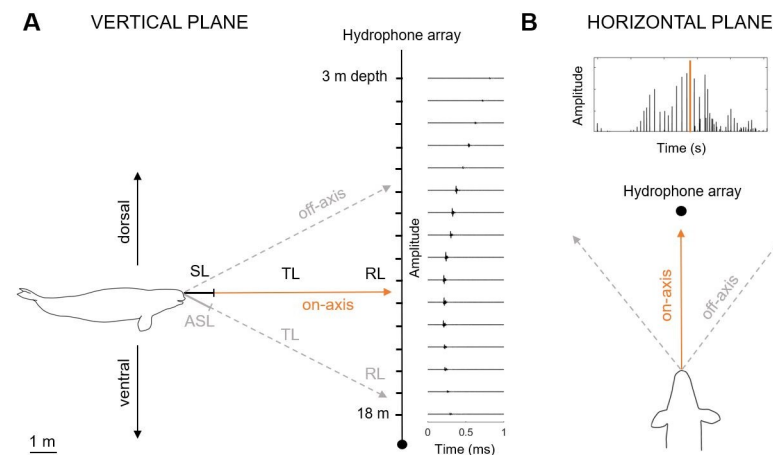 A
VERTICAL PLANE
Hydrophone array
3 m depth
dorsal
off-axis
Amplitude
SL
TL
RL
on-axis
ASL
TL
RL
ventral
18 m
0
0.5
1
Time (ms)
1 m
B
HORIZONTAL PLANE
Amplitude
Time (s)
Hydrophone array
on-axis
off-axis